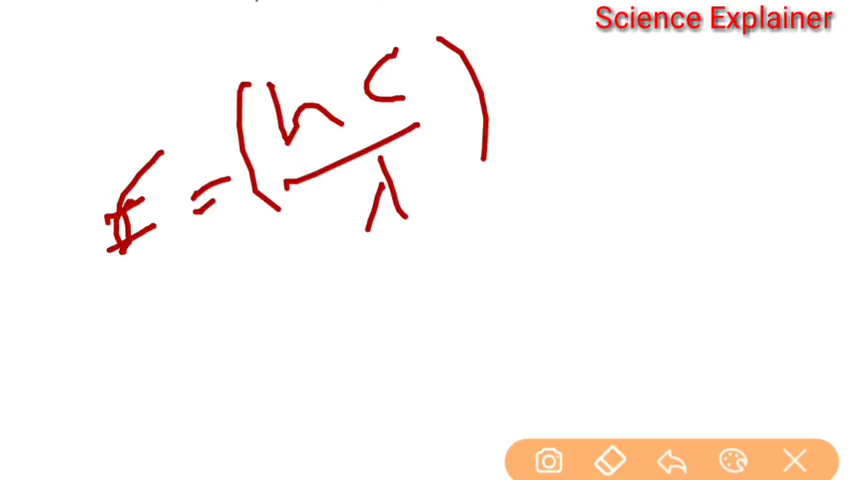 Science Explainer
E = (hc/λ)